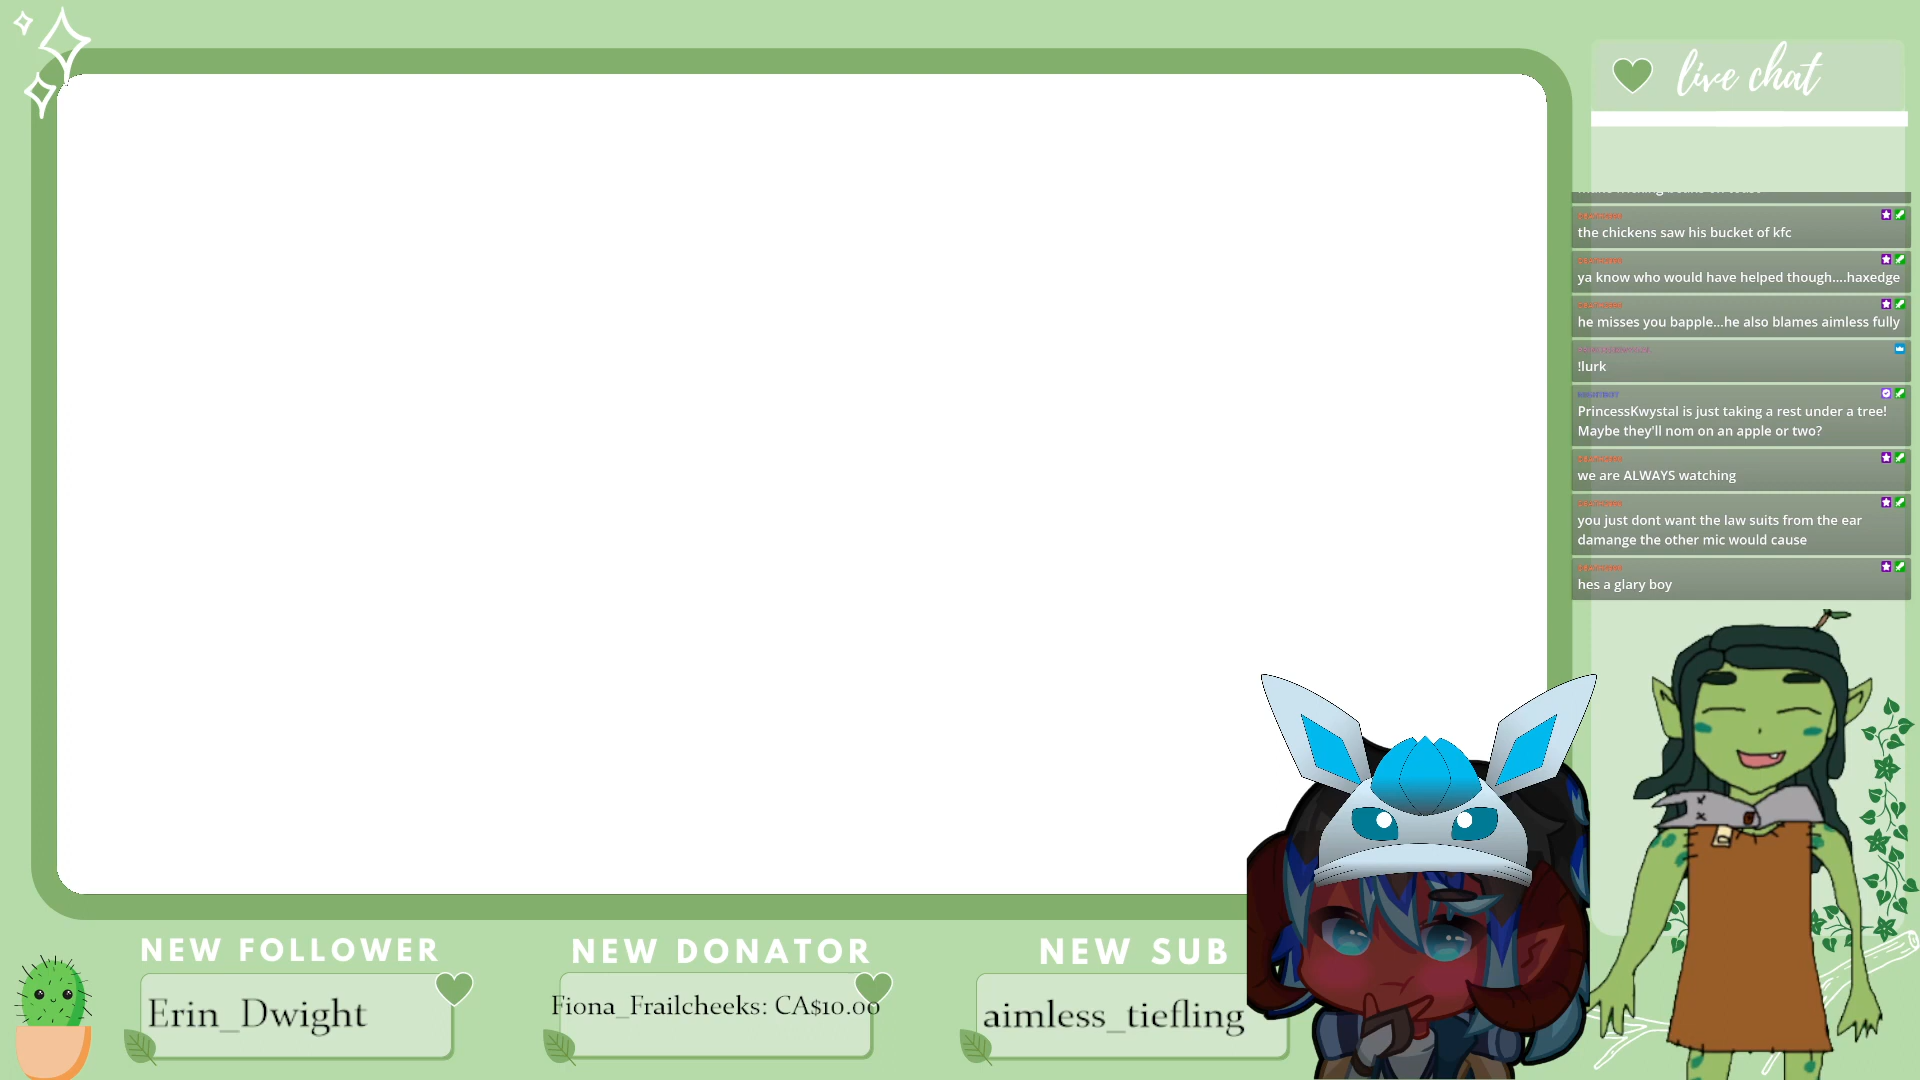 live chat
the chickens saw his bucket of kfc
ya know who would have helped though....haxedge
he misses you bapple...he also blames aimless fully
!lurk
PrincessKwystal is just taking a rest under a tree!
Maybe they'll nom on an apple or two?
we are ALWAYS watching
you just dont want the law suits from the ear
damange the other mic would cause
hes a glary boy
NEW FOLLOWER
Erin_Dwight
NEW DONATOR
Fiona_Frailcheeks: CA$10.00
NEW SUB
aimless_tiefling